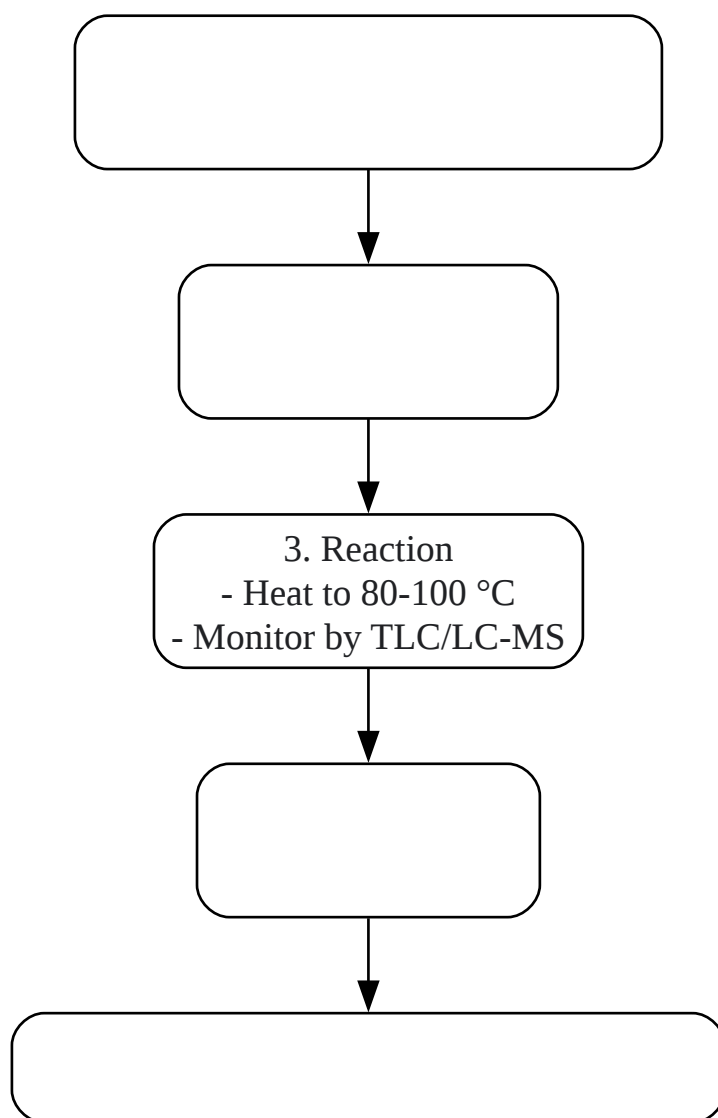 3. Reaction
- Heat to 80-100 °C
- Monitor by TLC/LC-MS